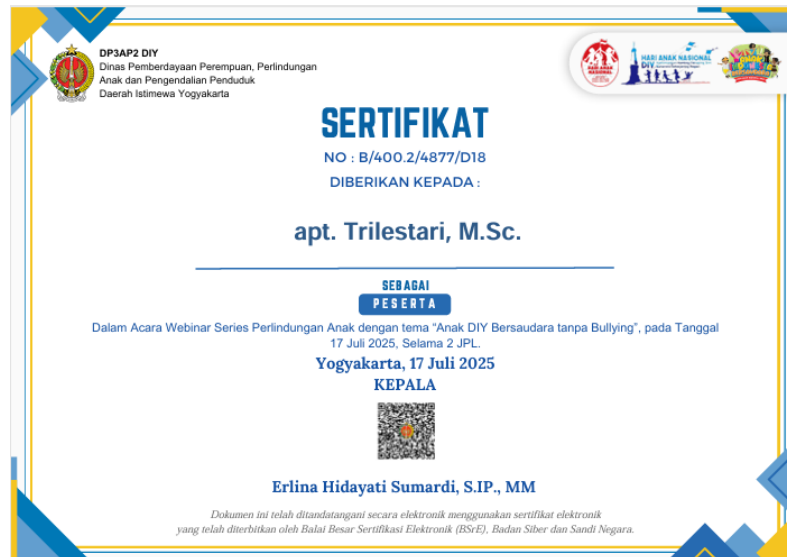 DP3AP2 DIY
Dinas Pemberdayaan Perempuan, Perlindungan
Anak dan Pengendalian Penduduk
Daerah Istimewa Yogyakarta
HARI ANAK NASIONAL
DIY
SERTIFIKAT
NO : B/400.2/4877/D18
DIBERIKAN KEPADA :
apt. Trilestari, M.Sc.
SEBAGAI
PESERTA
Dalam Acara Webinar Series Perlindungan Anak dengan tema “Anak DIY Bersaudara tanpa Bullying”, pada Tanggal
17 Juli 2025, Selama 2 JPL.
Yogyakarta, 17 Juli 2025
KEPALA
Erlina Hidayati Sumardi, S.IP., MM
Dokumen ini telah ditandatangani secara elektronik menggunakan sertifikat elektronik
yang telah diterbitkan oleh Balai Besar Sertifikasi Elektronik (BSrE), Badan Siber dan Sandi Negara.